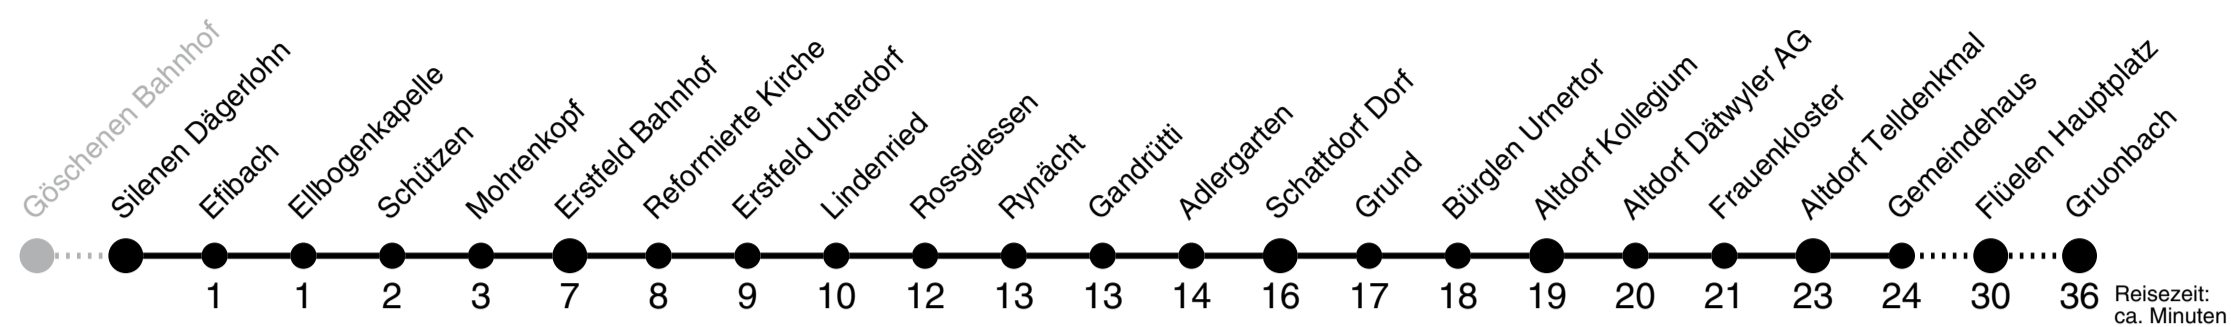 Göschenen Bahnhof
Silenen Dägerlohn
Efibach
Ellbogenkapelle
Schützen
Mohrenkopf
Erstfeld Bahnhof
Reformierte Kirche
Erstfeld Unterdorf
Lindenried
Rossgiessen
Rynächt
Gandrütti
Adlergarten
Schattdorf Dorf
Grund
Bürglen Urnertor
Altdorf Kollegium
Altdorf Dätwyler AG
Frauenkloster
Altdorf Telldenkmal
Gemeindehaus
Flüelen Hauptplatz
Gruonbach
1 1 2 3 7 8 9 10 12 13 13 14 16 17 18 19 20 21 23 24 30 36
Reisezeit:
ca. Minuten